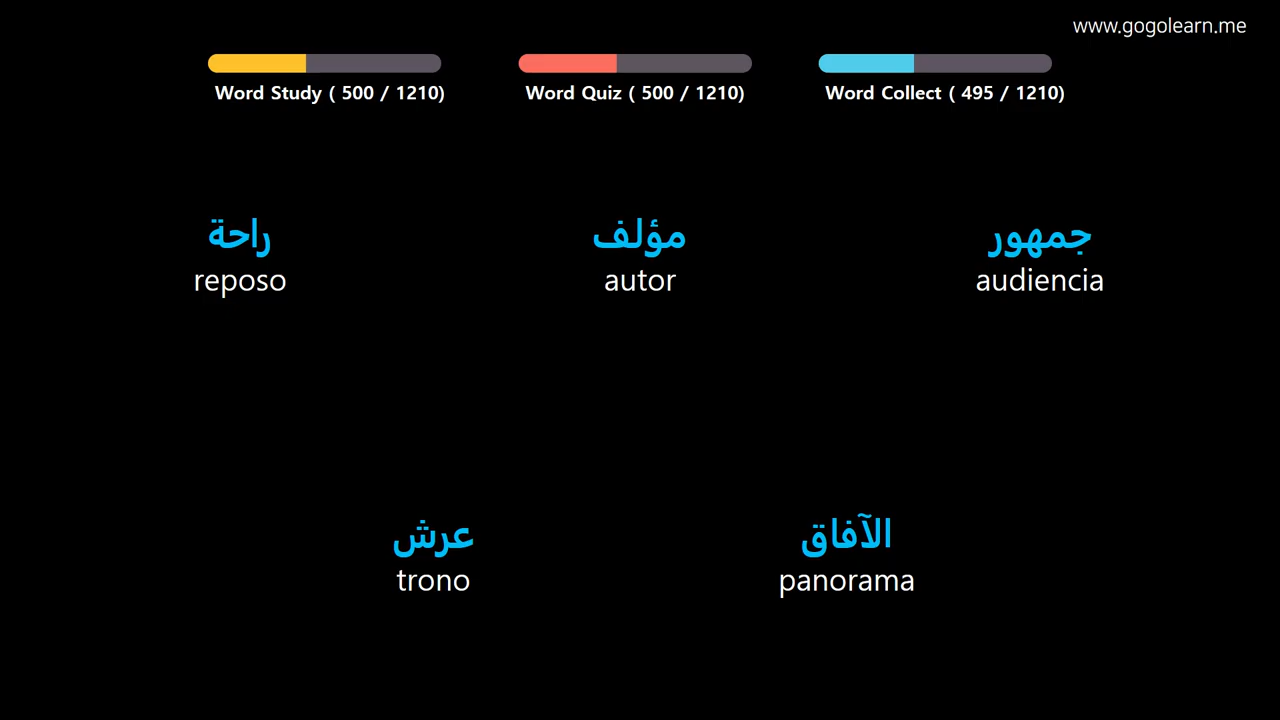 www.gogolearn.me
Word Study ( 500 / 1210)
Word Quiz ( 500 / 1210)
Word Collect ( 495 / 1210)
راحة
reposo
مؤلف
autor
جمهور
audiencia
عرش
trono
الآفاق
panorama